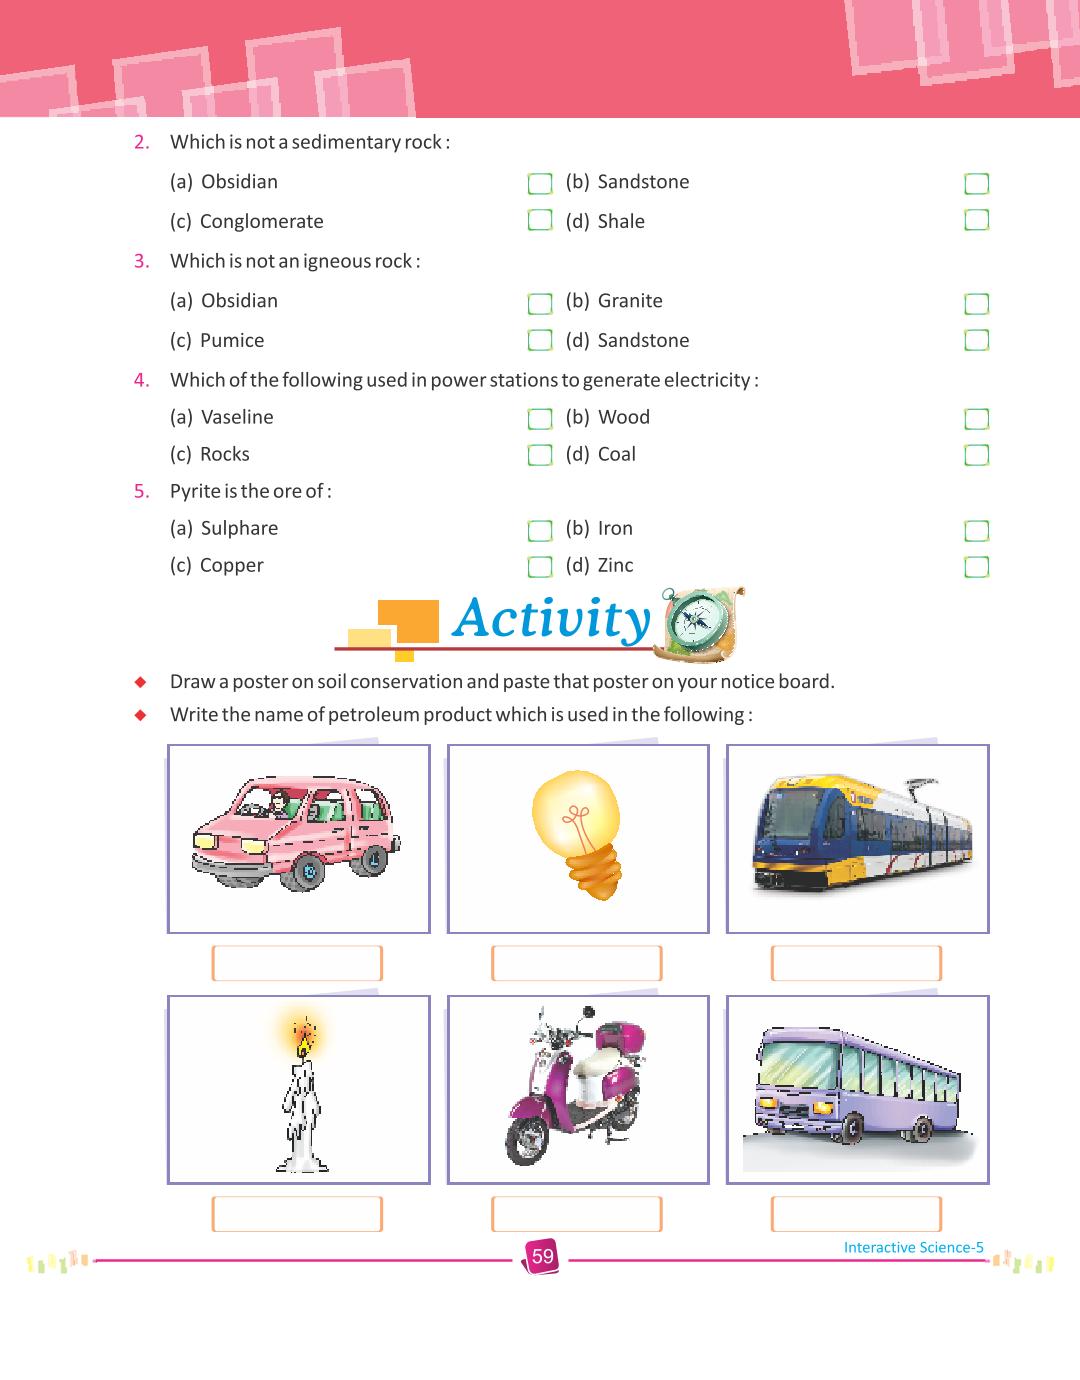 2. Which is not a sedimentary rock :
(a) Obsidian (b) Sandstone
(c) Conglomerate (d) Shale
3. Which is not an igneous rock :
(a) Obsidian (b) Granite
(c) Pumice (d) Sandstone
4. Which of the following used in power stations to generate electricity :
(a) Vaseline (b) Wood
(c) Rocks (d) Coal
5. Pyrite is the ore of :
(a) Sulphare (b) Iron
(c) Copper (d) Zinc
Activity
Draw a poster on soil conservation and paste that poster on your notice board.
Write the name of petroleum product which is used in the following :
Interactive Science-5
59